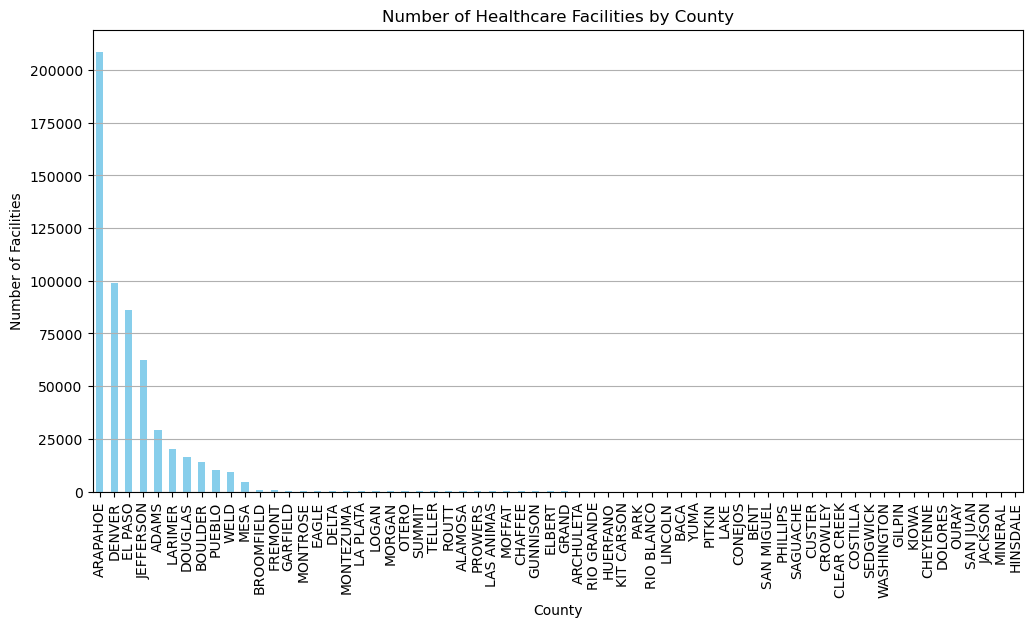 Number of Healthcare Facilities by County
Number of Facilities
200000
175000
150000
125000
100000
75000
50000
25000
0
ARAPAHOE
DENVER
EL PASO
JEFFERSON
ADAMS
LARIMER
DOUGLAS
BOULDER
PUEBLO
WELD
MESA
BROOMFIELD
FREMONT
GARFIELD
MONTROSE
EAGLE
DELTA
MONTEZUMA
LA PLATA
LOGAN
MORGAN
OTERO
SUMMIT
TELLER
ROUTT
ALAMOSA
PROWERS
LAS ANIMAS
MOFFAT
CHAFFEE
GUNNISON
ELBERT
GRAND
ARCHULETA
RIO GRANDE
HUERFANO
KIT CARSON
PARK
RIO BLANCO
LINCOLN
BACA
YUMA
PITKIN
LAKE
CONEJOS
BENT
SAN MIGUEL
PHILLIPS
SAGUACHE
CUSTER
CROWLEY
CLEAR CREEK
COSTILLA
SEDGWICK
WASHINGTON
GILPIN
KIOWA
CHEYENNE
DOLORES
OURAY
SAN JUAN
JACKSON
MINERAL
HINSDALE
County